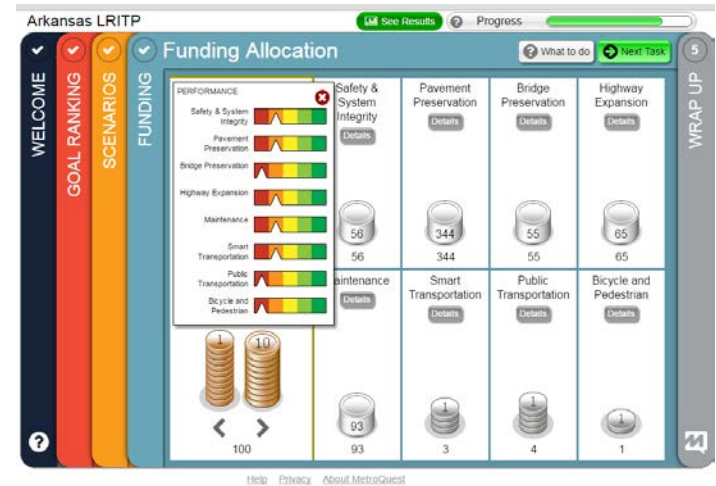 Arkansas LRITP
See Results
? Progress
WELCOME
GOAL RANKING
SCENARIOS
FUNDING
Funding Allocation
? What to do
Next Task
5
WRAP UP
PERFORMANCE
Safety & System
Integrity
Pavement
Preservation
Bridge Preservation
Highway Expansion
Maintenance
Smart
Transportation
Public
Transportation
Bicycle and
Pedestrian
1 10
100
Safety &
System
Integrity
Details
56
56
Pavement
Preservation
Details
344
344
Bridge
Preservation
Details
55
55
Highway
Expansion
Details
65
65
aintenance
Details
93
93
Smart
Transportation
Details
1
3
Public
Transportation
Details
1
4
Bicycle and
Pedestrian
Details
1
1
?
Help Privacy About MetroQuest